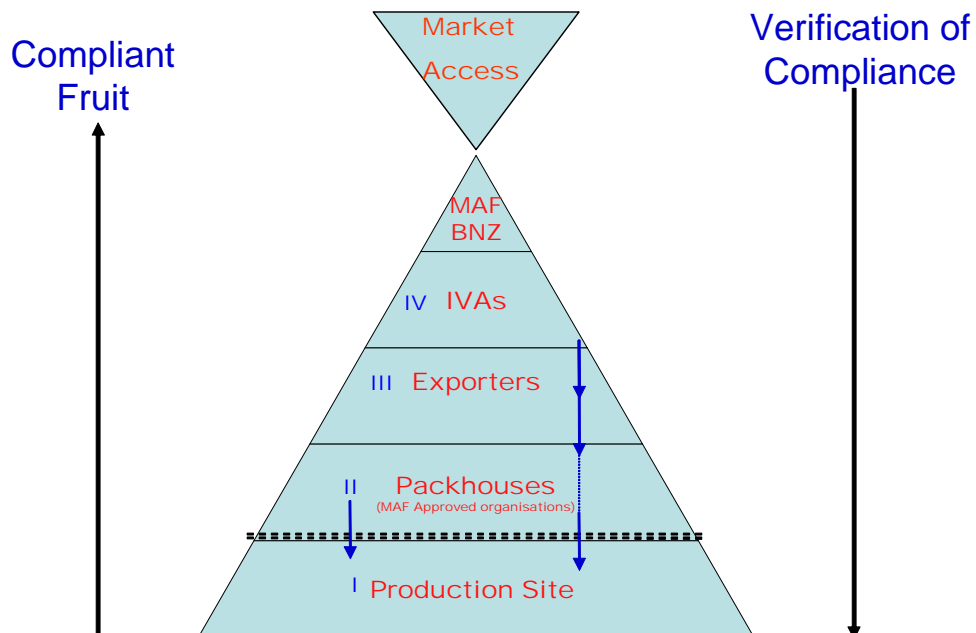 Market
Access
Compliant
Fruit
Verification of
Compliance
MAF
BNZ
IV IVAs
III Exporters
II Packhouses
(MAF Approved organisations)
I Production Site